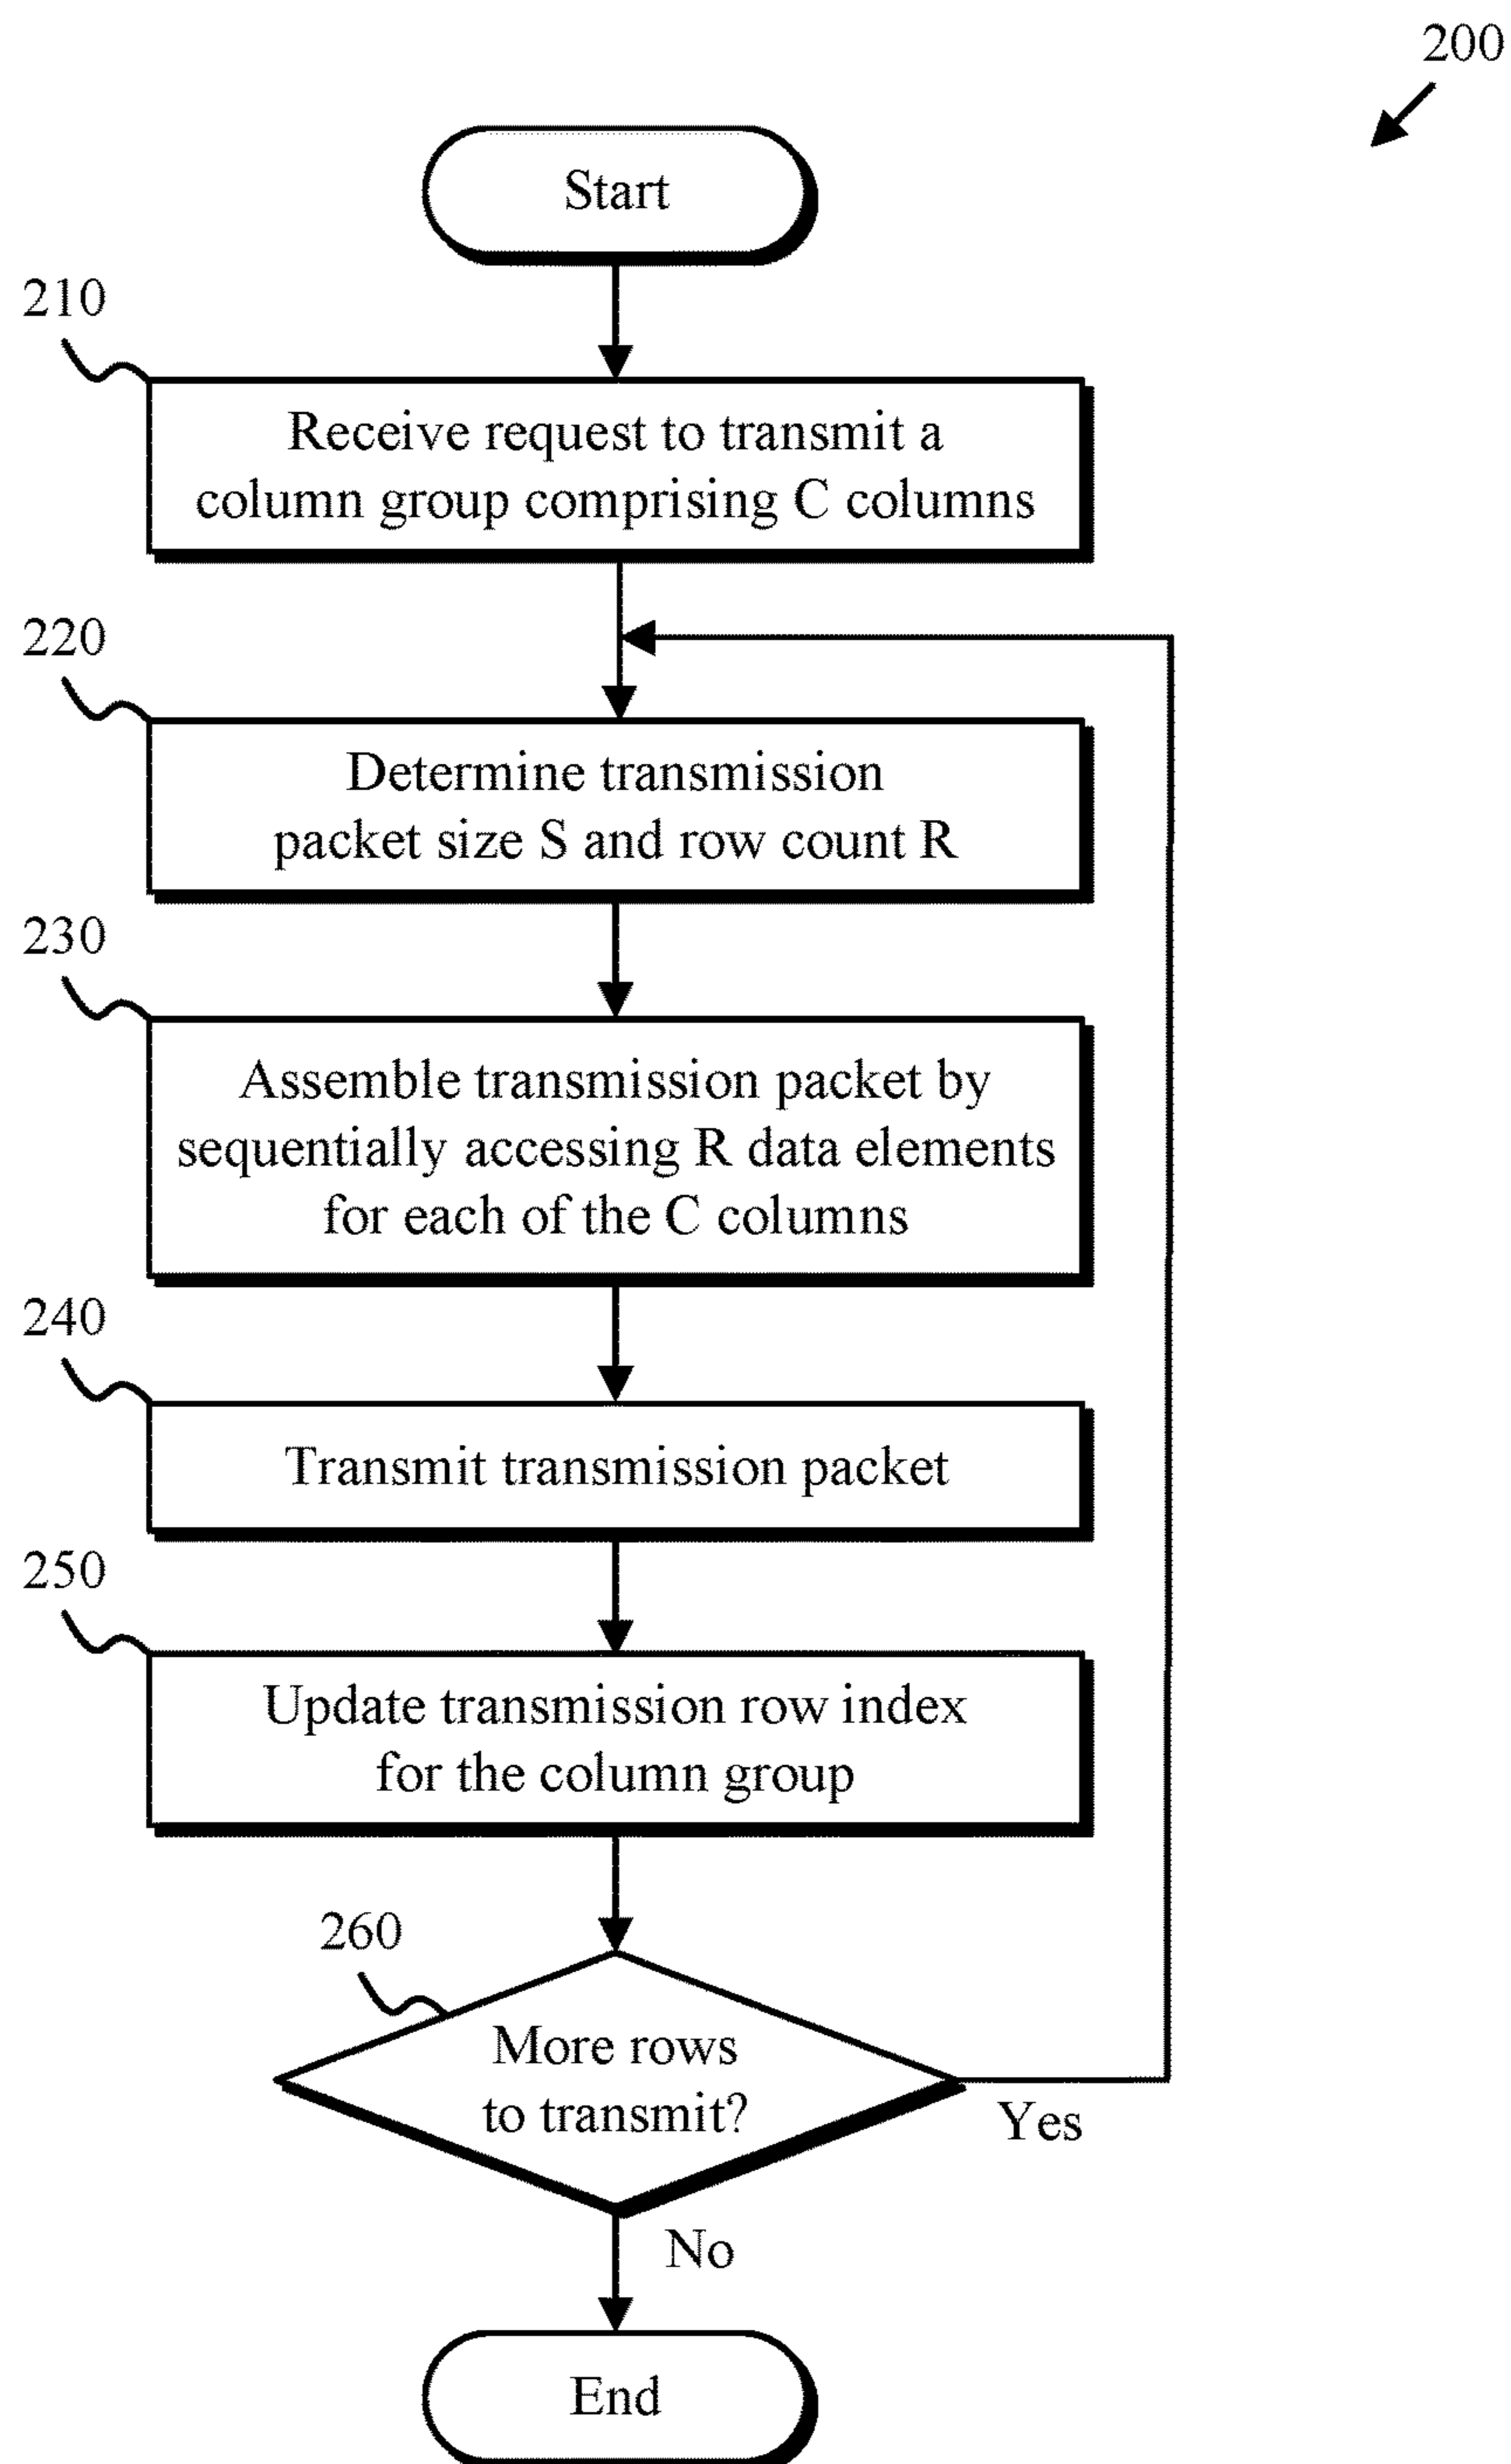 200
Start
210
Receive request to transmit a
column group comprising C columns
220
Determine transmission
packet size S and row count R
230
Assemble transmission packet by
sequentially accessing R data elements
for each of the C columns
240
Transmit transmission packet
250
Update transmission row index
for the column group
260
More rows
to transmit?
Yes
No
End